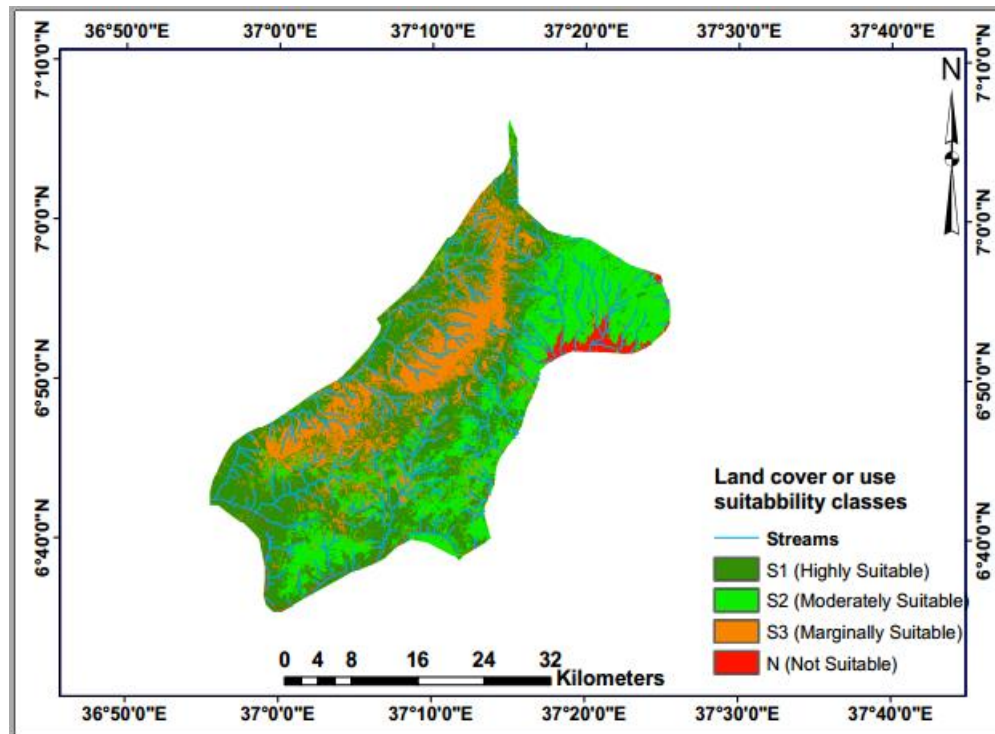 36°50'0"E 37°0'0"E 37°10'0"E 37°20'0"E 37°30'0"E 37°40'0"E
7°10'0"N 7°10'0"N
N
7°0'0"N 7°0'0"N
6°50'0"N 6°50'0"N
6°40'0"N 6°40'0"N
Land cover or use
suitabbility classes
Streams
S1 (Highly Suitable)
S2 (Moderately Suitable)
S3 (Marginally Suitable)
N (Not Suitable)
0 4 8 16 24 32
Kilometers
36°50'0"E 37°0'0"E 37°10'0"E 37°20'0"E 37°30'0"E 37°40'0"E